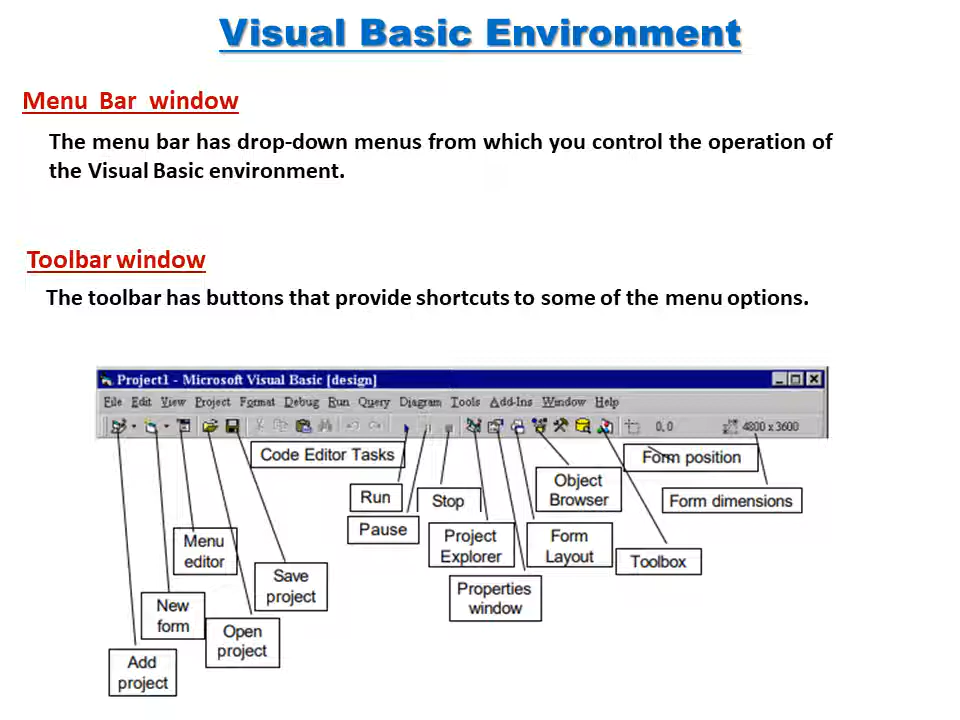 Visual Basic Environment
Menu Bar window
The menu bar has drop-down menus from which you control the operation of
the Visual Basic environment.
Toolbar window
The toolbar has buttons that provide shortcuts to some of the menu options.
Project1 - Microsoft Visual Basic [design]
File Edit View Project Format Debug Run Query Diagram Tools Add-Ins Window Help
0, 0 4800 x 3600
Code Editor Tasks
Form position
Run
Stop
Object
Browser
Form dimensions
Pause
Menu
editor
Project
Explorer
Form
Layout
Toolbox
Save
project
Properties
window
New
form
Open
project
Add
project